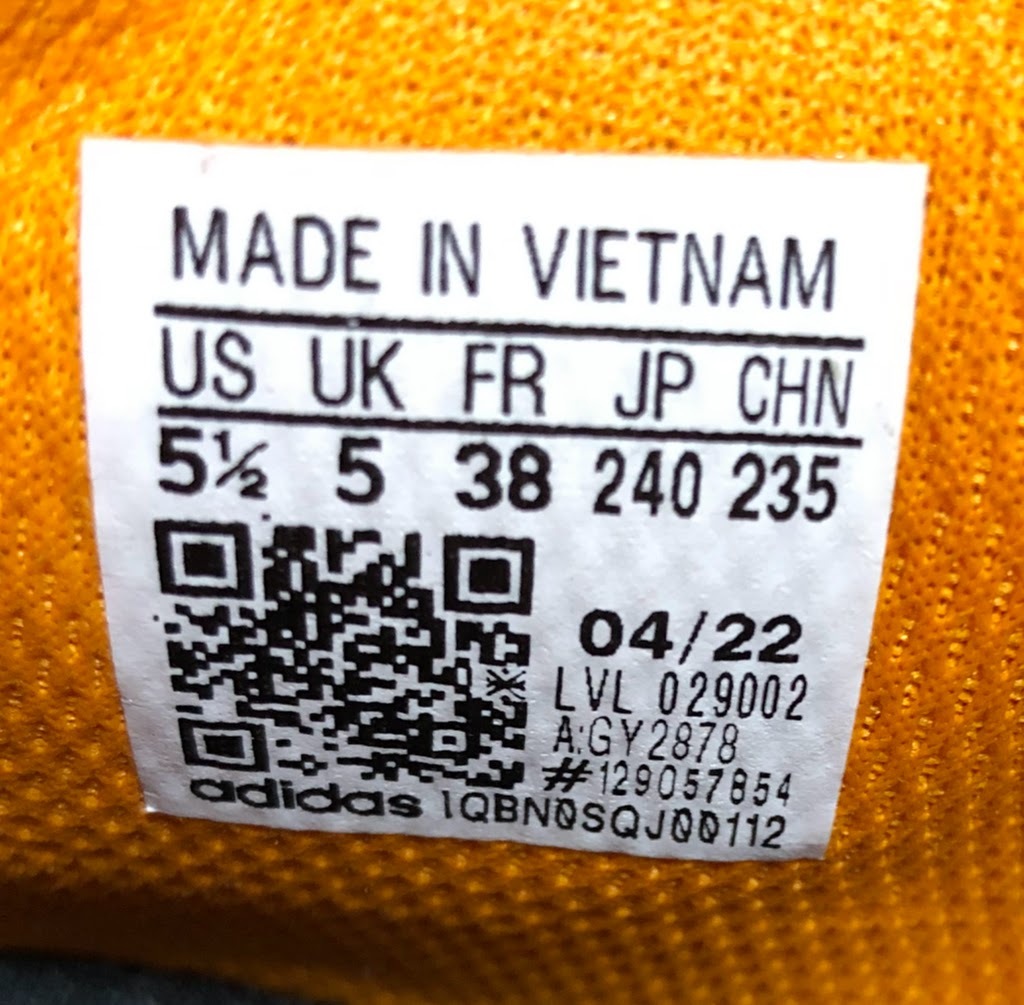 MADE IN VIETNAM
US UK FR JP CHN
5½ 5 38 240 235
04/22
LVL 029002
A:GY2878
#129057854
adidas 1QBN0SQJ00112